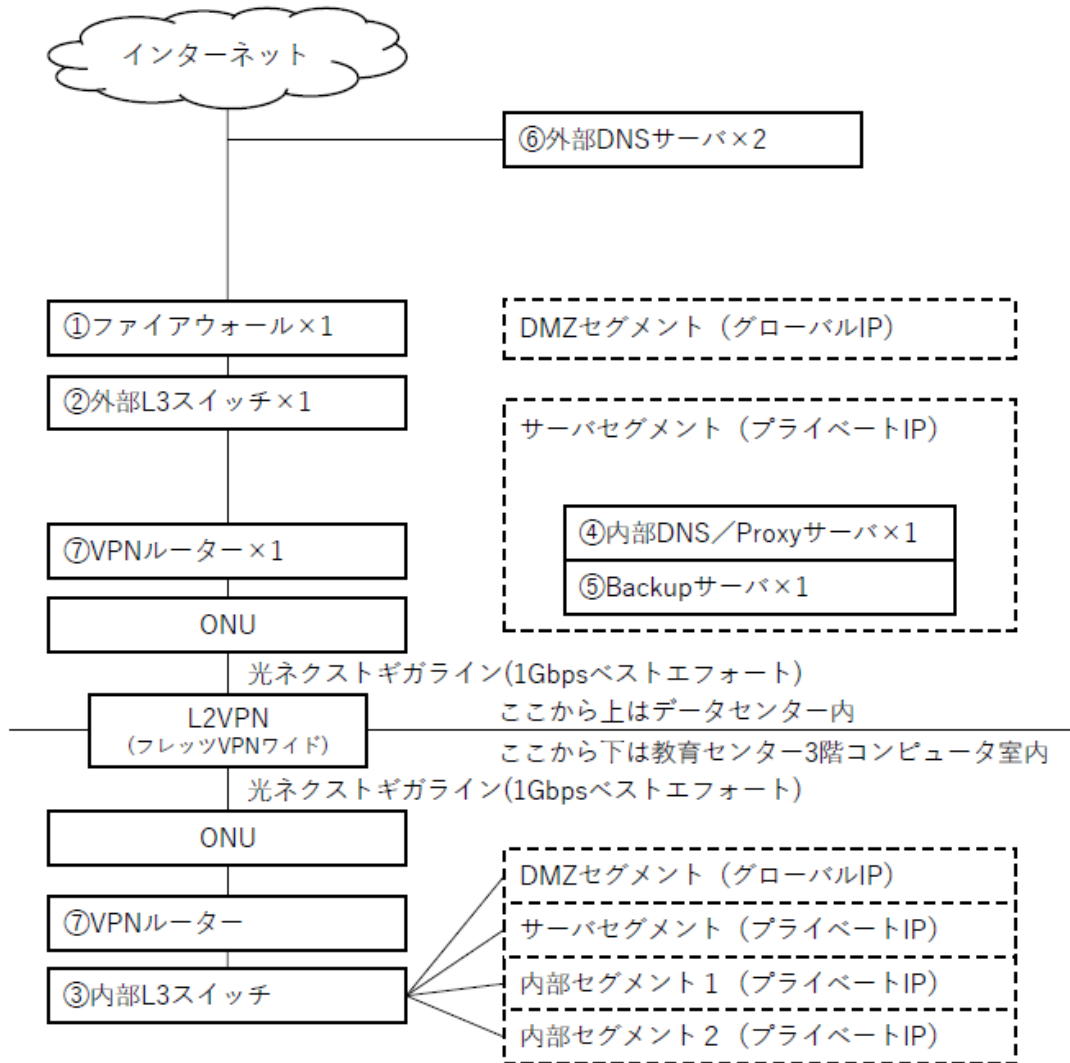 インターネット
⑥外部DNSサーバ×2
①ファイアウォール×1
DMZセグメント（グローバルIP）
②外部L3スイッチ×1
サーバセグメント（プライベートIP）
④内部DNS／Proxyサーバ×1
⑦VPNルーター×1
⑤Backupサーバ×1
ONU
光ネクストギガライン(1Gbpsベストエフォート)
L2VPN
(フレッツVPNワイド)
ここから上はデータセンター内
ここから下は教育センター3階コンピュータ室内
光ネクストギガライン(1Gbpsベストエフォート)
ONU
DMZセグメント（グローバルIP）
⑦VPNルーター
サーバセグメント（プライベートIP）
③内部L3スイッチ
内部セグメント1（プライベートIP）
内部セグメント2（プライベートIP）